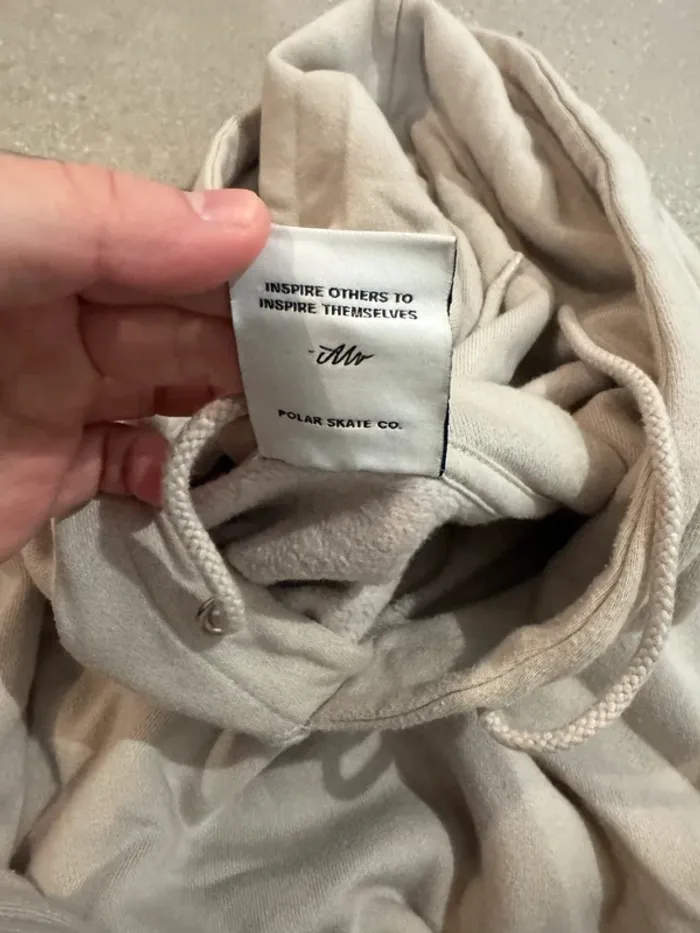 INSPIRE OTHERS TO
INSPIRE THEMSELVES
POLAR SKATE CO.